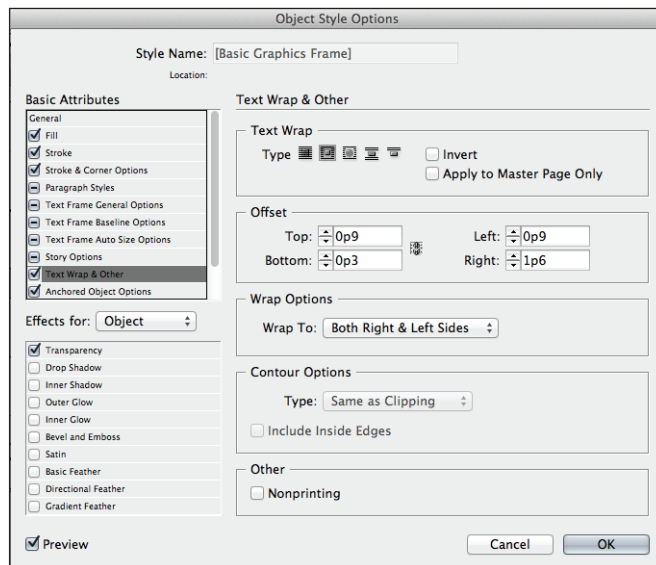 Object Style Options
Style Name: [Basic Graphics Frame]
Location:
Basic Attributes
General
Fill
Stroke
Stroke & Corner Options
Paragraph Styles
Text Frame General Options
Text Frame Baseline Options
Text Frame Auto Size Options
Story Options
Text Wrap & Other
Anchored Object Options
Effects for: Object
Transparency
Drop Shadow
Inner Shadow
Outer Glow
Inner Glow
Bevel and Emboss
Satin
Basic Feather
Directional Feather
Gradient Feather
Preview
Text Wrap & Other
Text Wrap
Type
Invert
Apply to Master Page Only
Offset
Top: 0p9
Left: 0p9
Bottom: 0p3
Right: 1p6
Wrap Options
Wrap To: Both Right & Left Sides
Contour Options
Type: Same as Clipping
Include Inside Edges
Other
Nonprinting
Cancel
OK